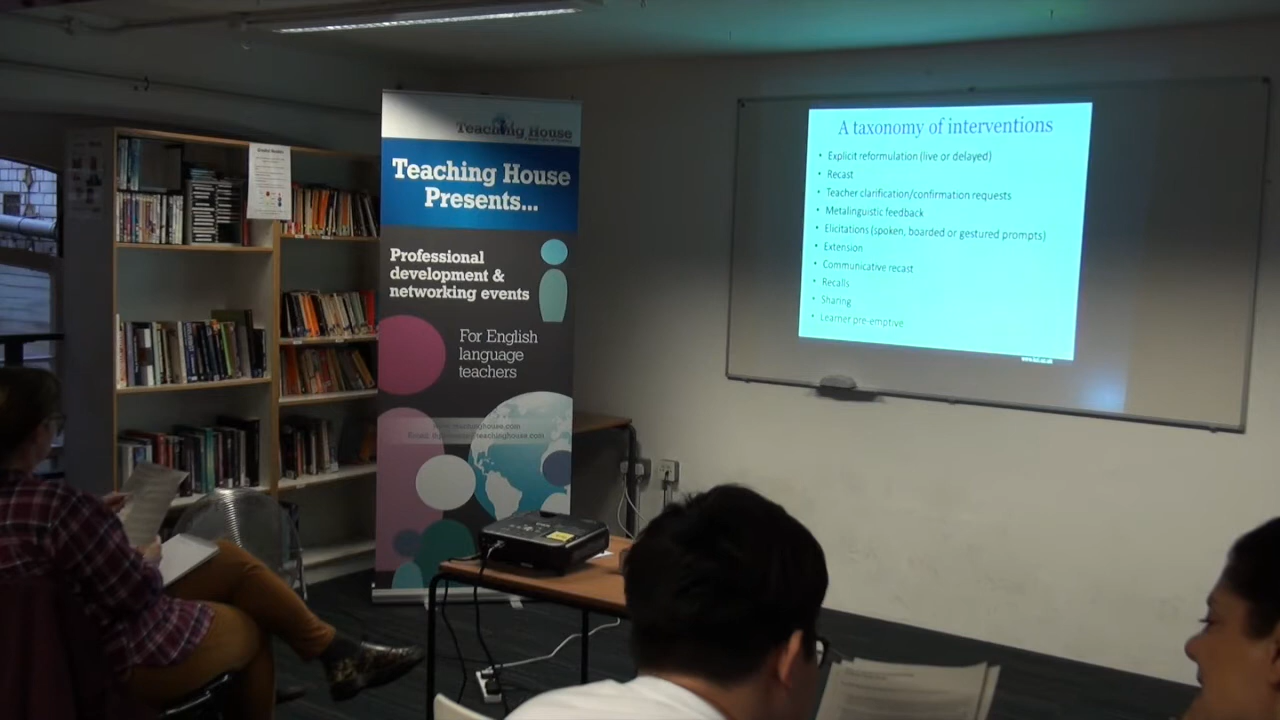 Teaching House
Teaching House
Presents...
Professional
development &
networking events
For English
language
teachers
A taxonomy of interventions
• Explicit reformulation (live or delayed)
• Recast
• Teacher clarification/confirmation requests
• Metalinguistic feedback
• Elicitations (spoken, boarded or gestured prompts)
• Extension
• Communicative recast
• Recalls
• Sharing
• Learner pre-emptive